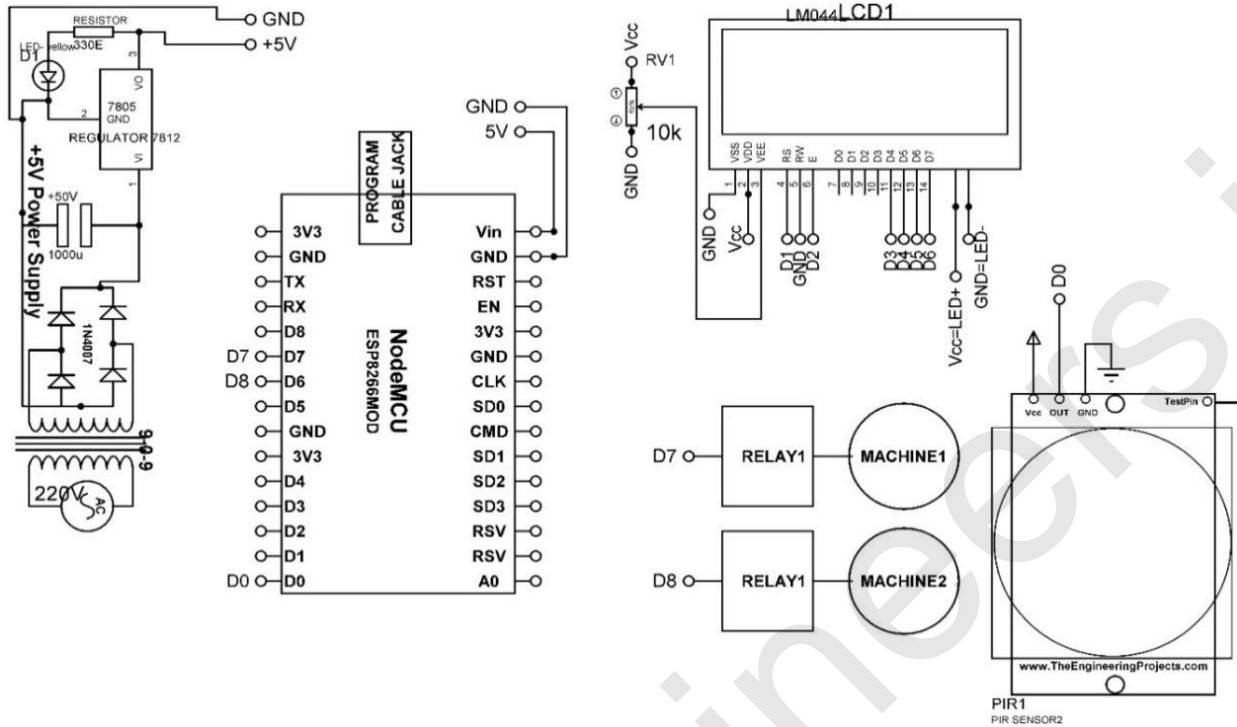 RESISTOR
GND
LED- yellow
330E
D1
+5V
3
VO
7805
GND
2
REGULATOR 7812
VI
1
+5V Power Supply
+50V
1000u
1N4007
9-0-9
220V
AC
GND
5V
PROGRAM
CABLE JACK
NodeMCU
ESP8266MOD
3V3
GND
TX
RX
D8
D7 D7
D8 D6
D5
GND
3V3
D4
D3
D2
D1
D0 D0
Vin
GND
RST
EN
3V3
GND
CLK
SD0
CMD
SD1
SD2
SD3
RSV
RSV
A0
LM044LCD1
Vcc
RV1
10k
GND
VSS VDD VEE RS RW E D0 D1 D2 D3 D4 D5 D6 D7
1 2 3 4 5 6 7 8 9 10 11 12 13 14
GND Vcc D1 GND D2 D3 D4 D5 D6 Vcc=LED+ GND=LED-
D7 RELAY1 MACHINE1
D8 RELAY1 MACHINE2
D0
Vcc OUT GND TestPin
www.TheEngineeringProjects.com
PIR1
PIR SENSOR2